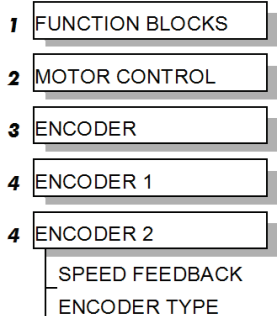 1 FUNCTION BLOCKS
2 MOTOR CONTROL
3 ENCODER
4 ENCODER 1
4 ENCODER 2
SPEED FEEDBACK
ENCODER TYPE